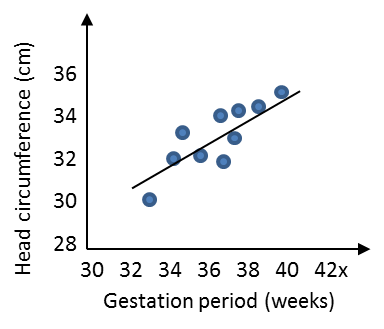 Head circumference (cm)
36
34
32
30
28
30 32 34 36 38 40 42x
Gestation period (weeks)